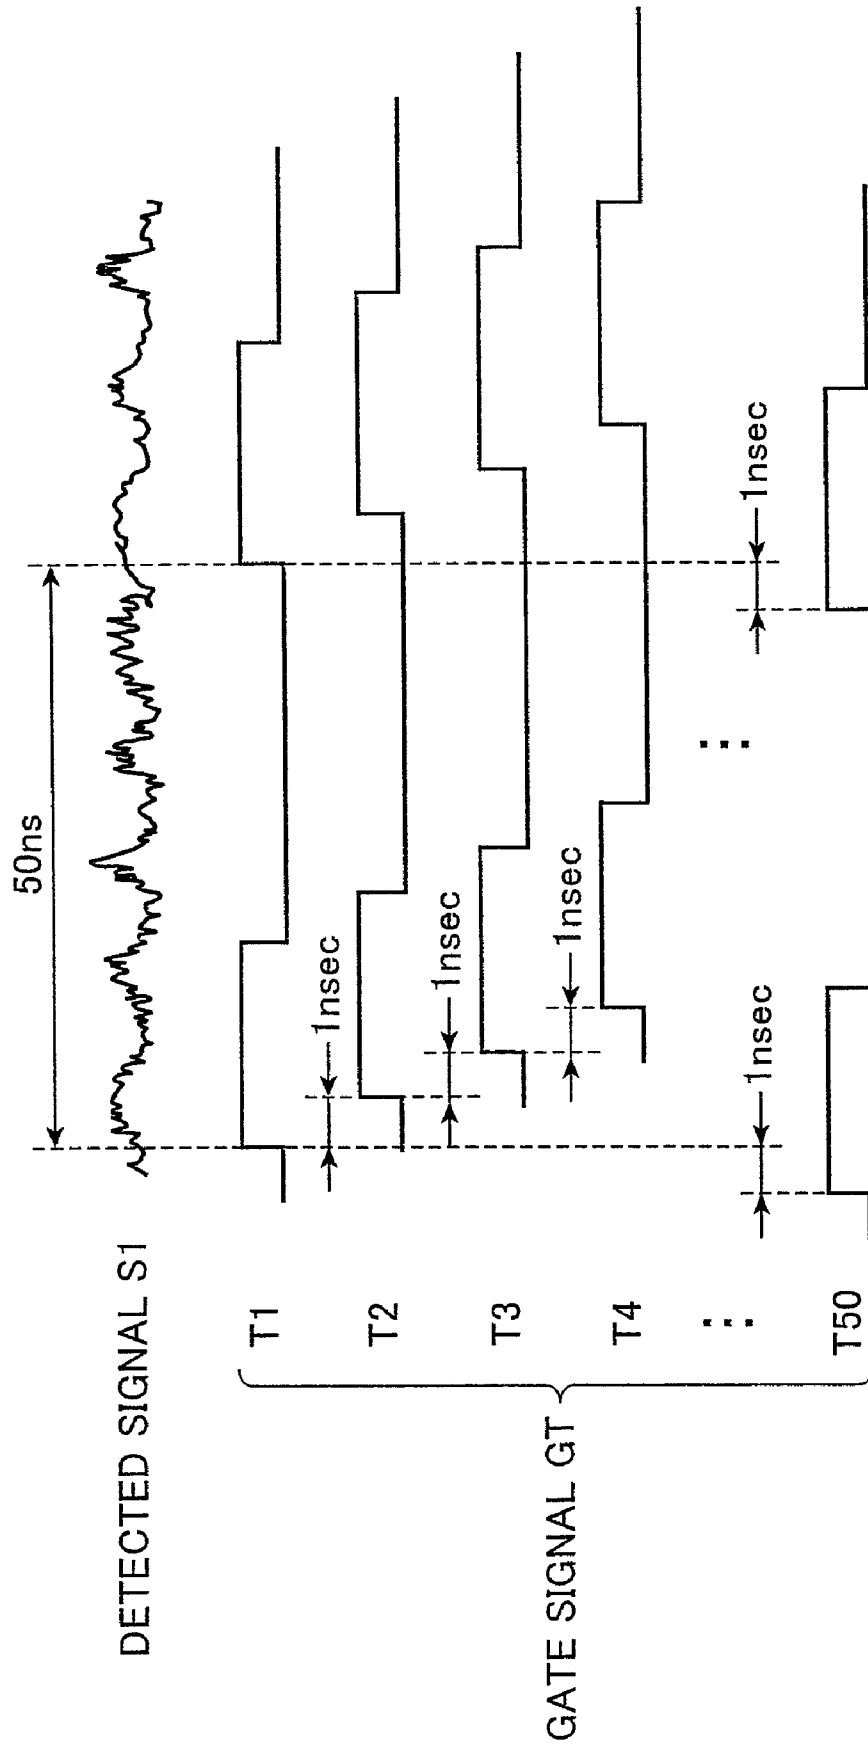 50ns
DETECTED SIGNAL S1
T1
1nsec
T2
1nsec
T3
1nsec
T4
...
...
1nsec
1nsec
T50
GATE SIGNAL GT